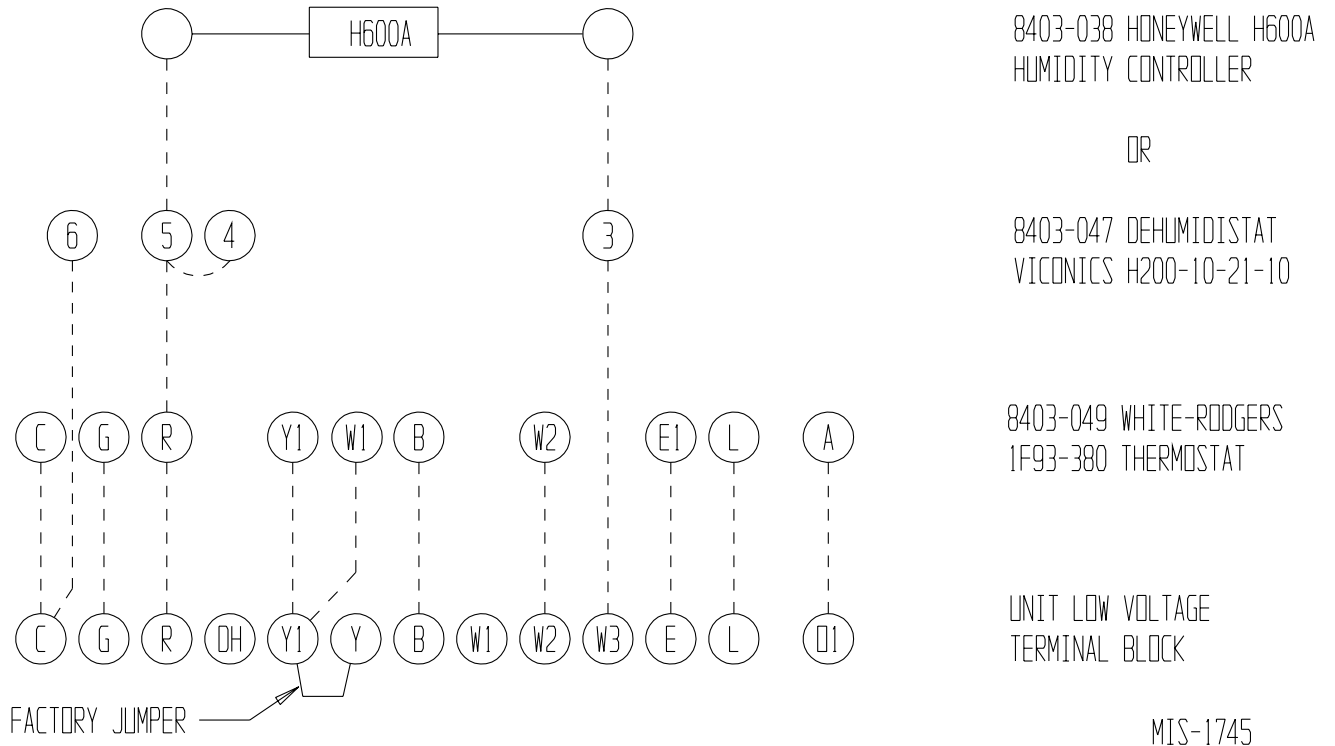 H600A
8403-038 HONEYWELL H600A
HUMIDITY CONTROLLER
OR
6 5 4 3
8403-047 DEHUMIDISTAT
VICONICS H200-10-21-10
C G R Y1 W1 B W2 E1 L A
8403-049 WHITE-RODGERS
1F93-380 THERMOSTAT
C G R OH Y1 Y B W1 W2 W3 E L O1
UNIT LOW VOLTAGE
TERMINAL BLOCK
FACTORY JUMPER
MIS-1745